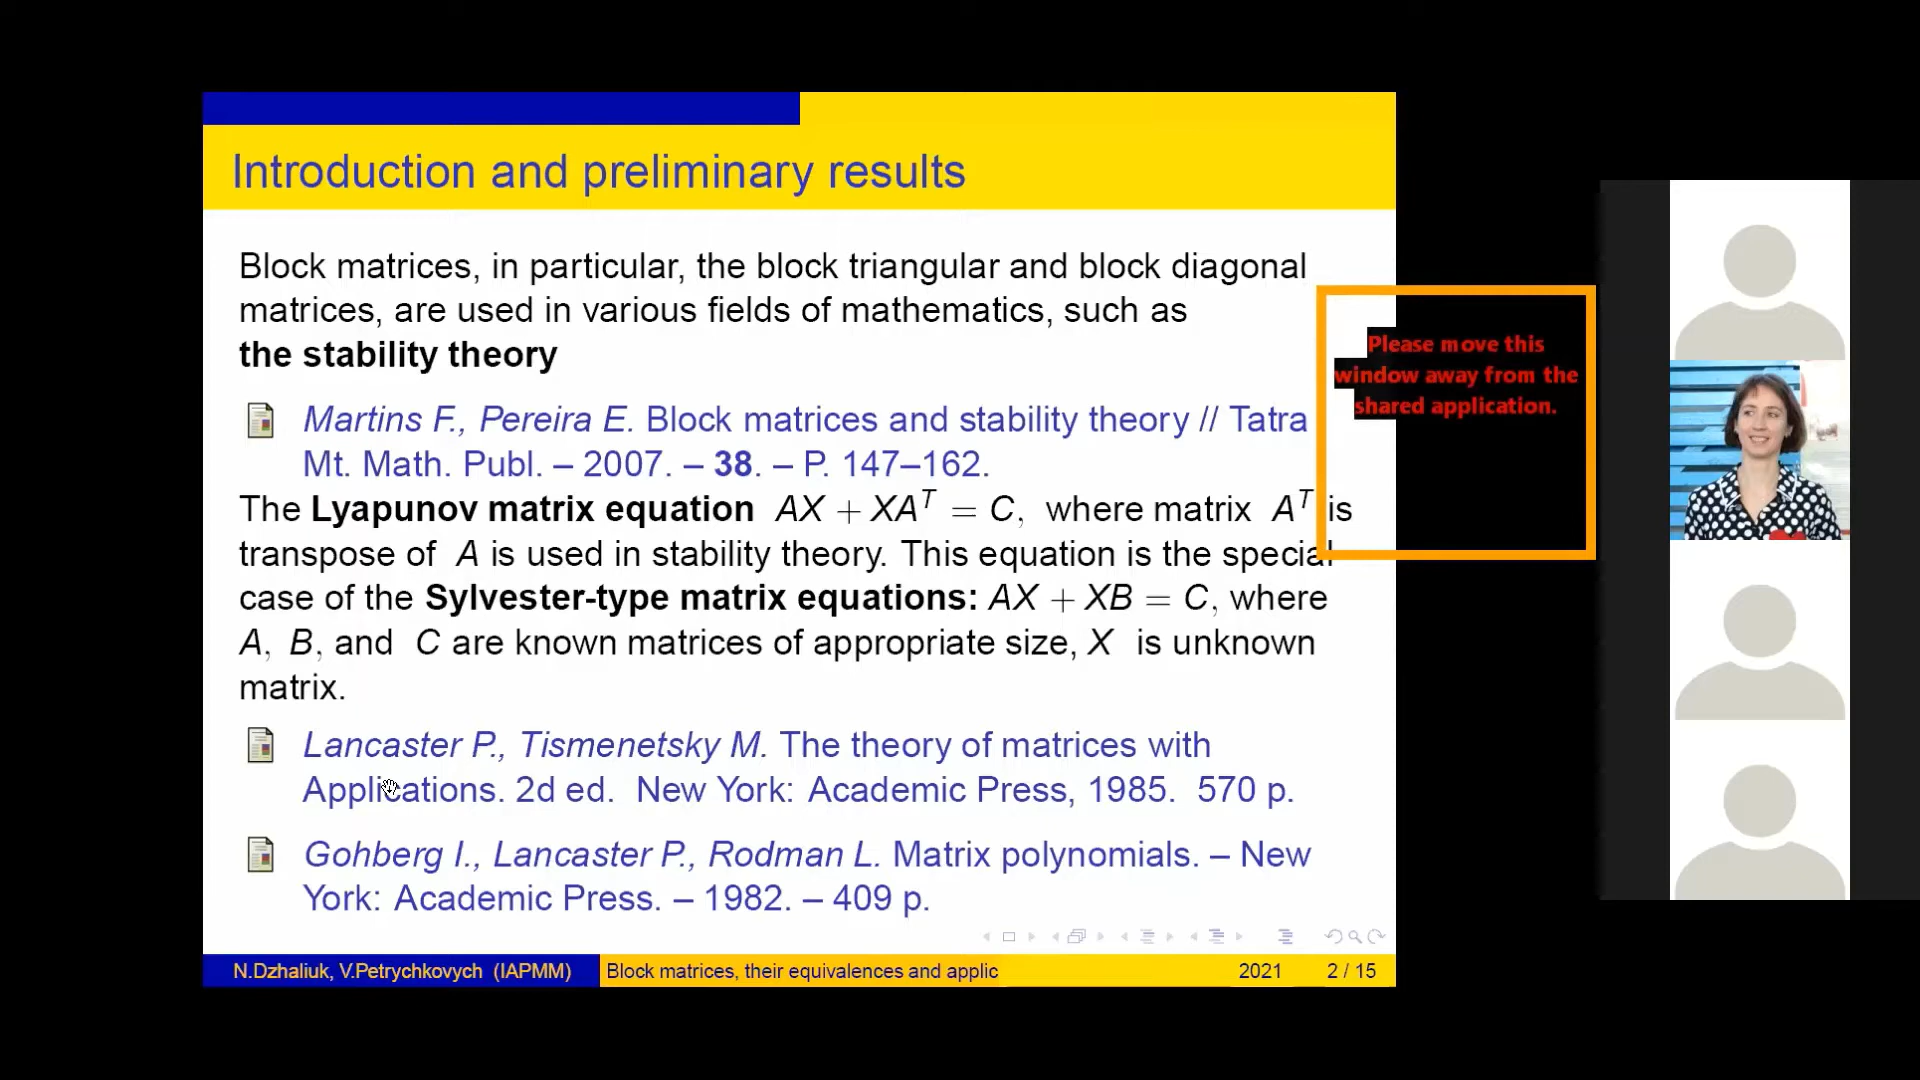 Introduction and preliminary results
Block matrices, in particular, the block triangular and block diagonal
matrices, are used in various fields of mathematics, such as
the stability theory
Martins F., Pereira E. Block matrices and stability theory // Tatra
Mt. Math. Publ. – 2007. – 38. – P. 147–162.
The Lyapunov matrix equation AX + XAᵀ = C, where matrix Aᵀ is
transpose of A is used in stability theory. This equation is the special
case of the Sylvester-type matrix equations: AX + XB = C, where
A, B, and C are known matrices of appropriate size, X is unknown
matrix.
Lancaster P., Tismenetsky M. The theory of matrices with
Applications. 2d ed. New York: Academic Press, 1985. 570 p.
Gohberg I., Lancaster P., Rodman L. Matrix polynomials. – New
York: Academic Press. – 1982. – 409 p.
N.Dzhaliuk, V.Petrychkovych (IAPMM) Block matrices, their equivalences and applic 2021 2 / 15
Please move this
window away from the
shared application.